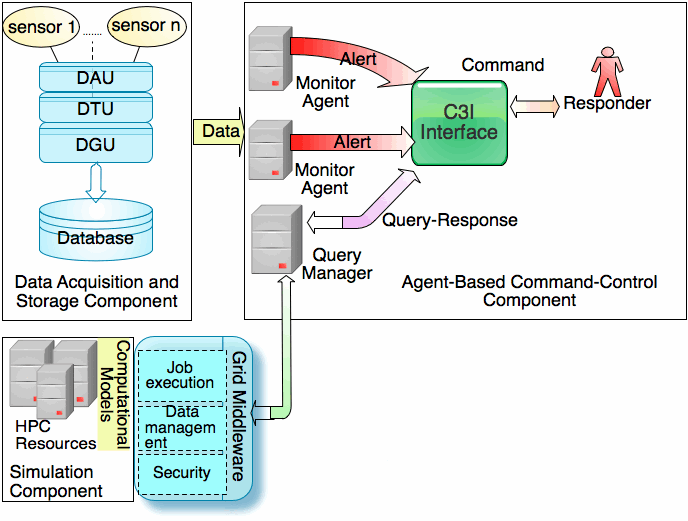 sensor 1
sensor n
DAU
DTU
DGU
Database
Data Acquisition and
Storage Component
Data
Alert
Monitor
Agent
Alert
Monitor
Agent
Command
C3I
Interface
Responder
Query-Response
Query
Manager
Agent-Based Command-Control
Component
HPC
Resources
Simulation
Component
Computational
Models
Job
execution
Data
managem
ent
Security
Grid Middleware